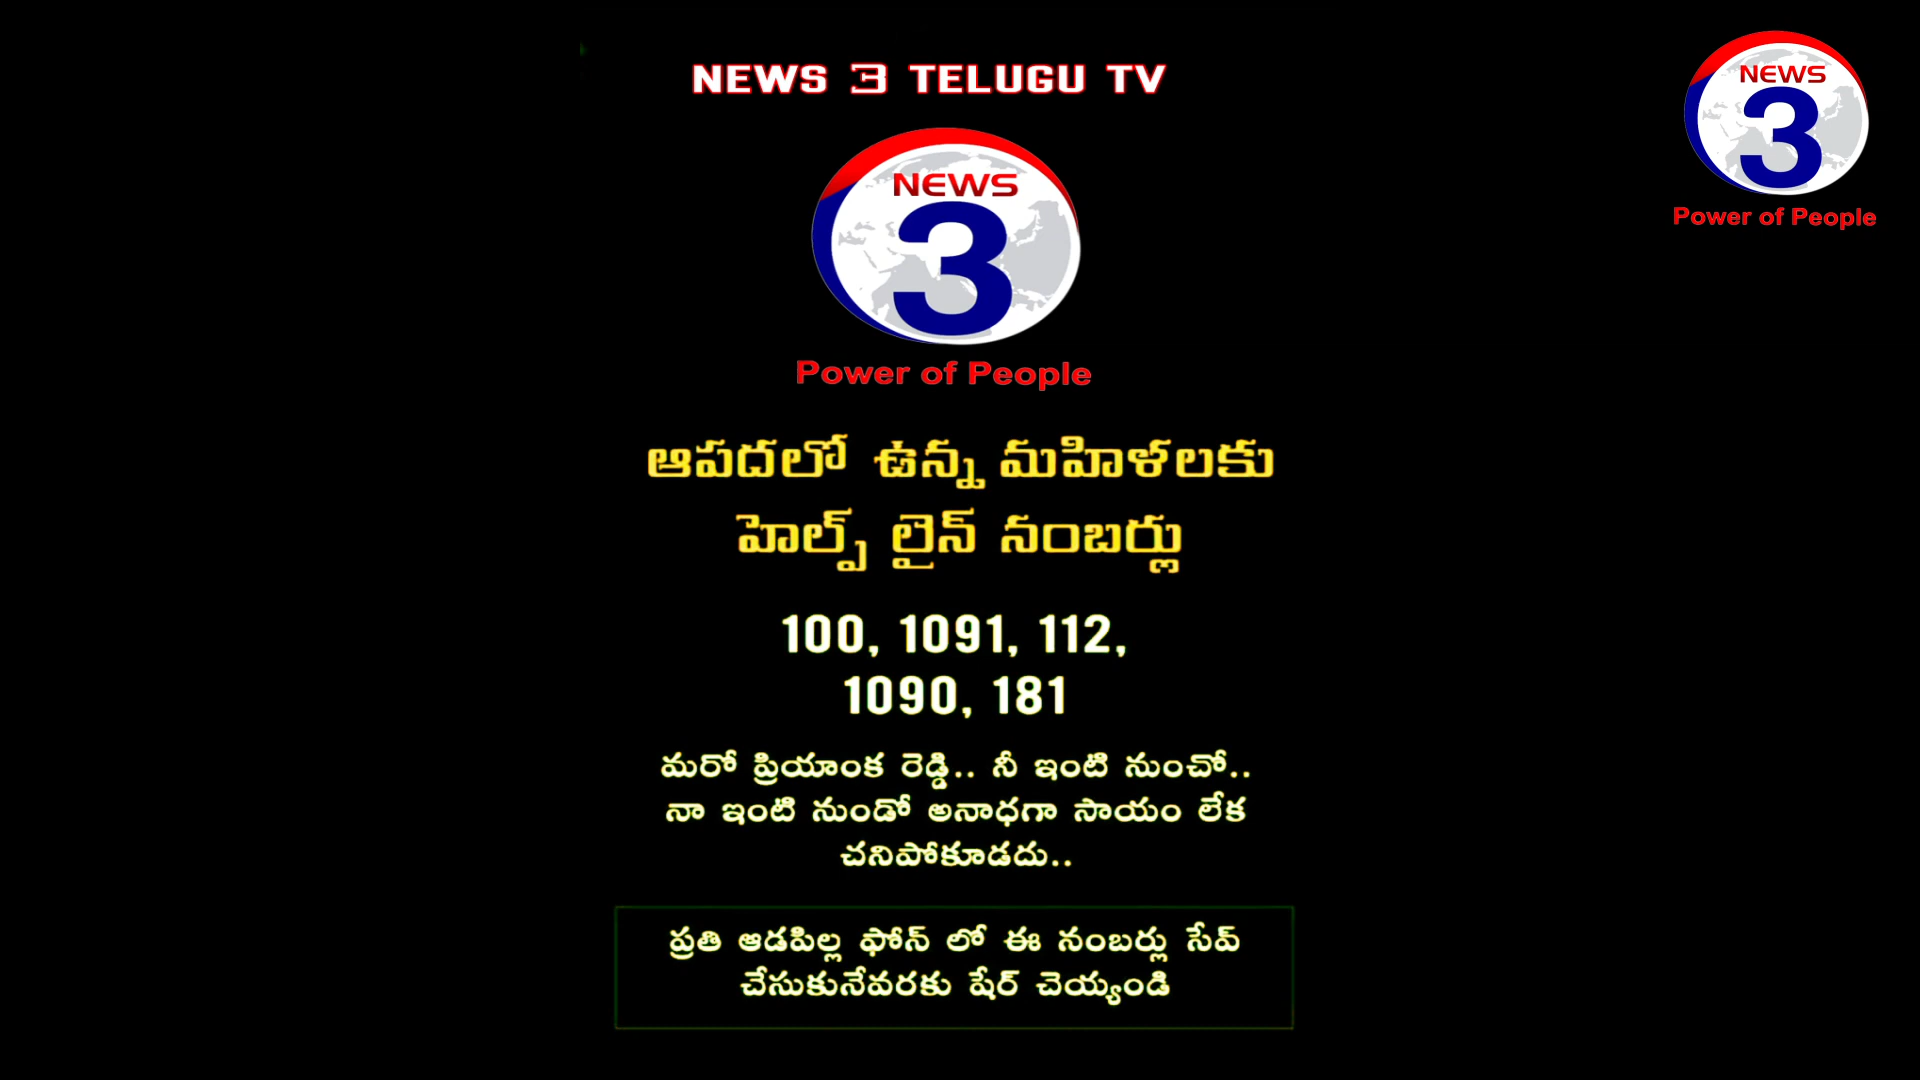 NEWS 3 TELUGU TV
NEWS
3
Power of People
NEWS
3
Power of People
ఆపదలో ఉన్న మహిళలకు
హెల్ప్ లైన్ నంబర్లు
100, 1091, 112,
1090, 181
మరో ప్రియాంక రెడ్డి.. నీ ఇంటి నుంచో..
నా ఇంటి నుండో అనాధగా సాయం లేక
చనిపోకూడదు..
ప్రతి ఆడపిల్ల ఫోన్ లో ఈ నంబర్లు సేవ్
చేసుకునేవరకు షేర్ చెయ్యండి